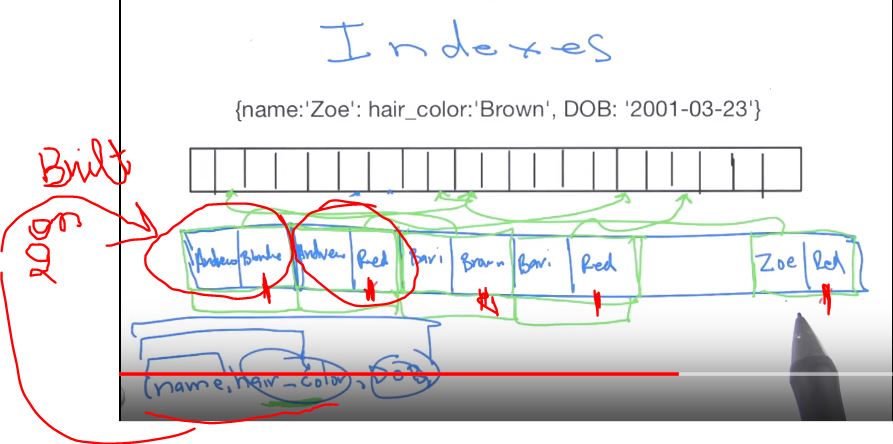 Indexes
{name:'Zoe': hair_color:'Brown', DOB: '2001-03-23'}
Built
Andrew Blonde Andrew Red Bari Brown Bari Red Zoe Red
(name, hair_color, DOB)